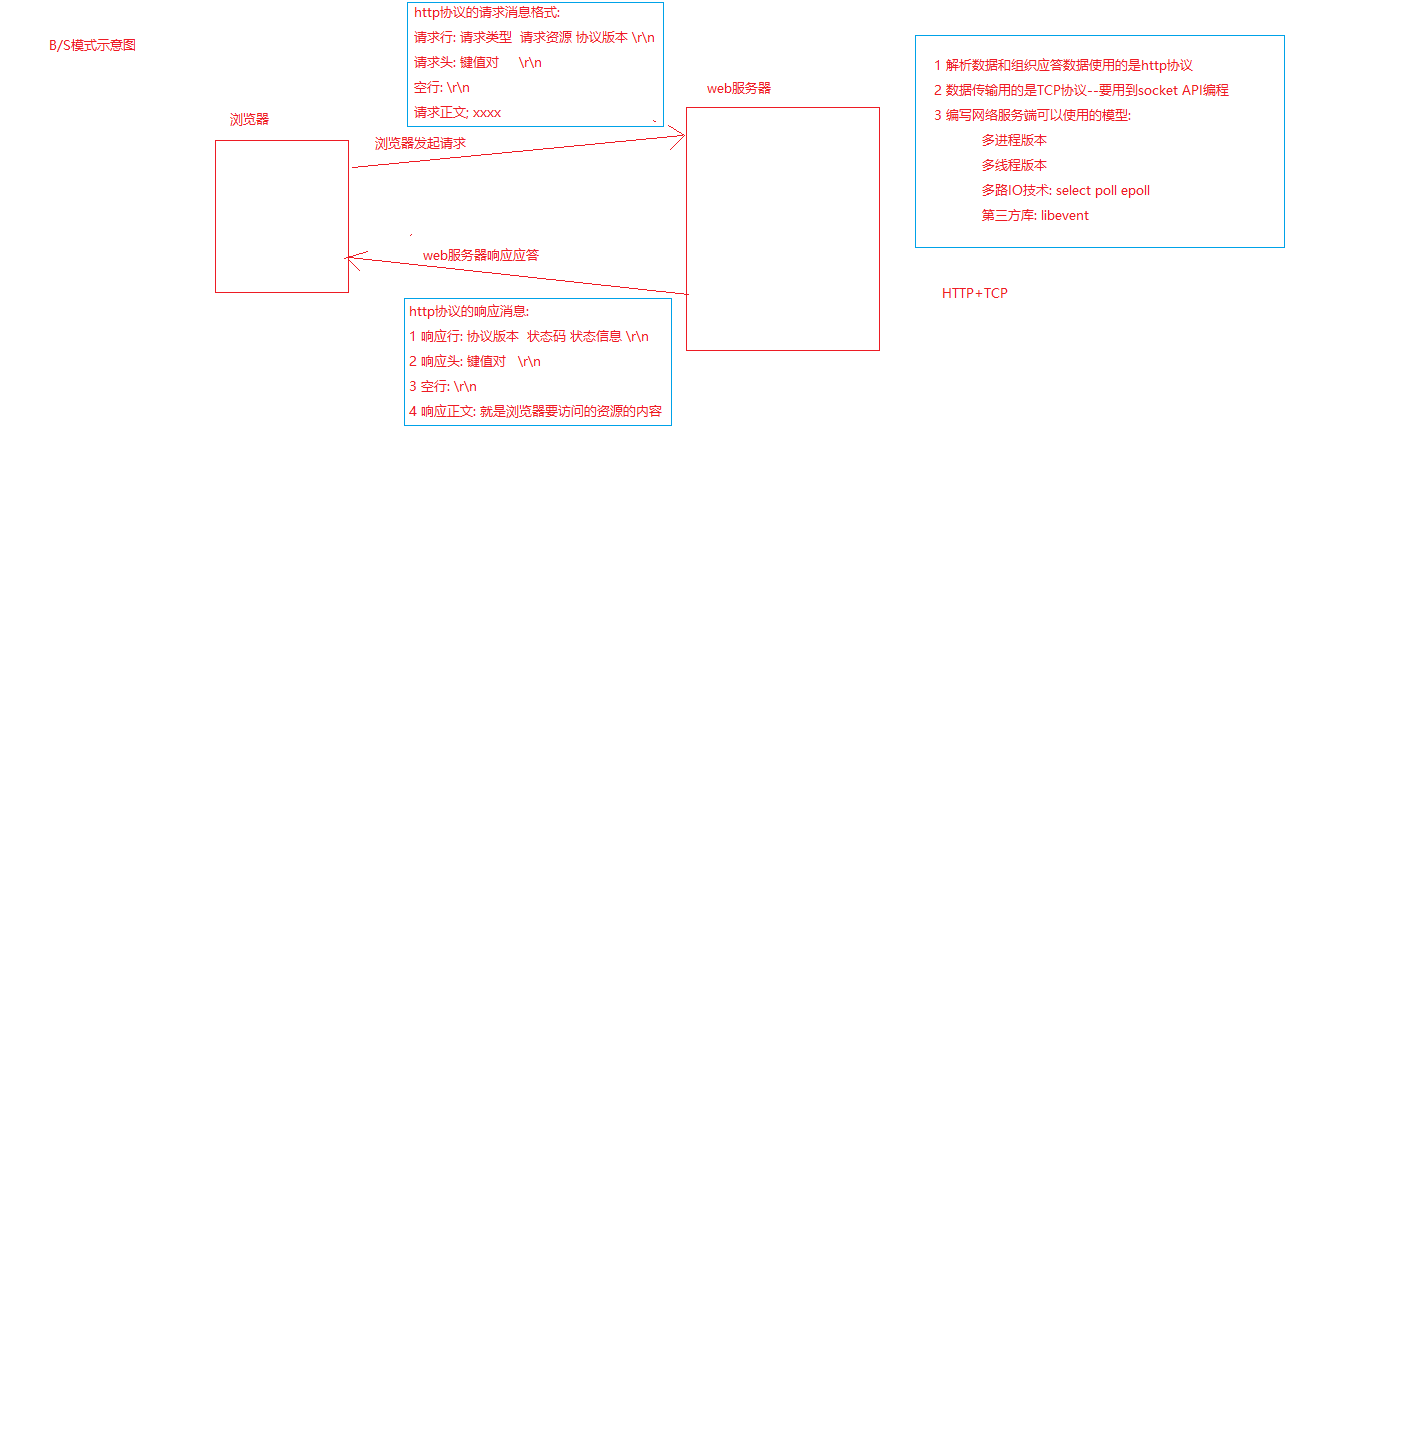 B/S模式示意图
http协议的请求消息格式:
请求行: 请求类型  请求资源 协议版本 \r\n
请求头: 键值对     \r\n
空行: \r\n
请求正文; xxxx
浏览器
浏览器发起请求
web服务器
web服务器响应应答
http协议的响应消息:
1 响应行: 协议版本  状态码 状态信息 \r\n
2 响应头: 键值对   \r\n
3 空行: \r\n
4 响应正文: 就是浏览器要访问的资源的内容
1 解析数据和组织应答数据使用的是http协议
2 数据传输用的是TCP协议--要用到socket API编程
3 编写网络服务端可以使用的模型:
多进程版本
多线程版本
多路IO技术: select poll epoll
第三方库: libevent
HTTP+TCP